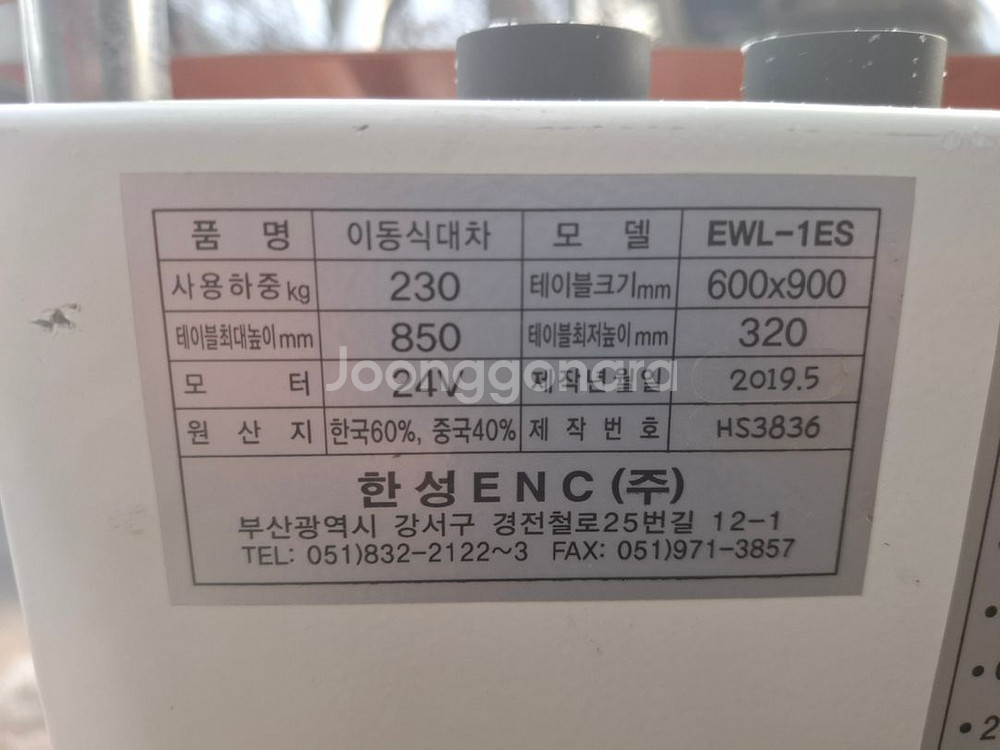 품 명 이동식대차 모 델 EWL-1ES
사용하중kg 230 테이블크기mm 600x900
테이블최대높이mm 850 테이블최저높이mm 320
모 터 24V 제작년월일 2019.5
Joonggonara
원 산 지 한국60%, 중국40% 제 작 번 호 HS3836
한성ENC(주)
부산광역시 강서구 경전철로25번길 12-1
TEL: 051)832-2122~3 FAX: 051)971-3857
2